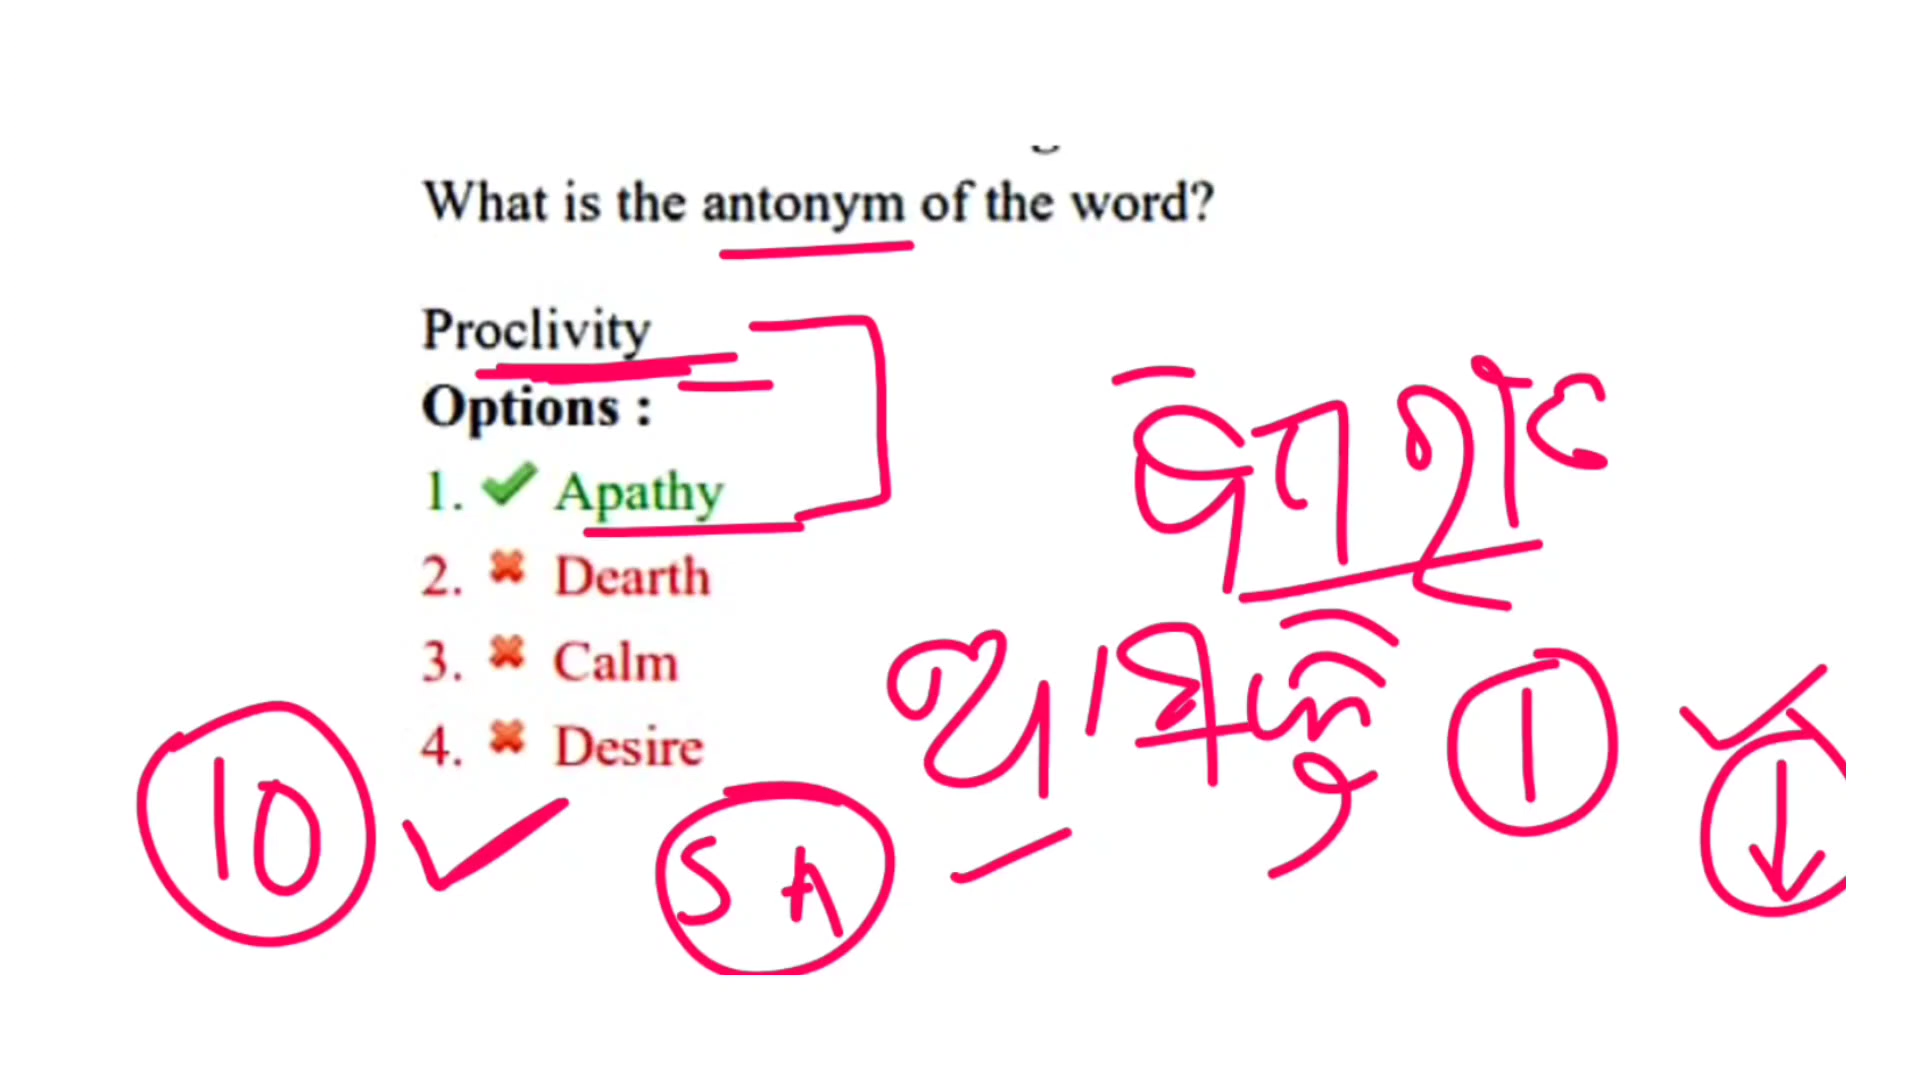 What is the antonym of the word?
Proclivity
Options :
1. Apathy
2. Dearth
3. Calm
4. Desire
1
10
S A